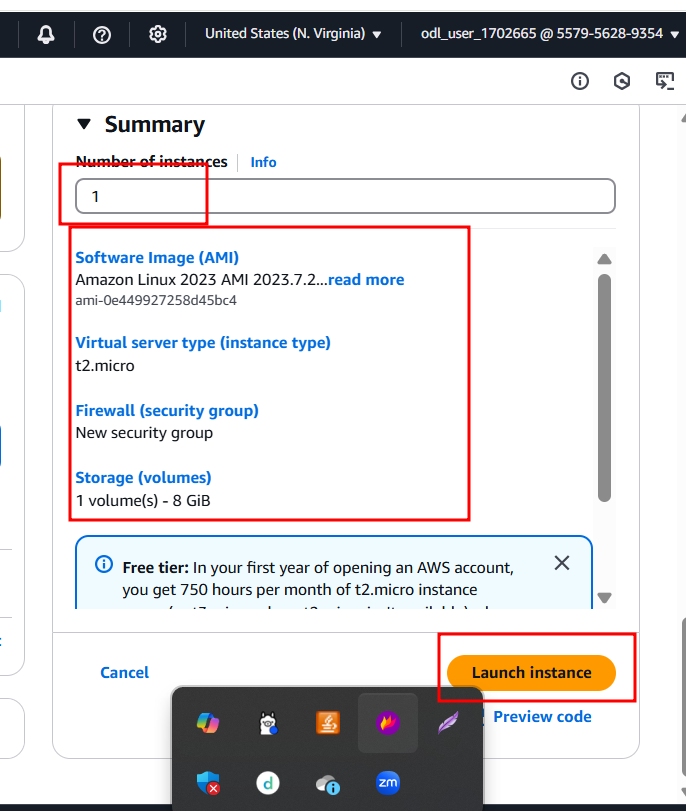 United States (N. Virginia) odl_user_1702665 @ 5579-5628-9354
Summary
Number of instances Info
1
Software Image (AMI)
Amazon Linux 2023 AMI 2023.7.2...read more
ami-0e449927258d45bc4
Virtual server type (instance type)
t2.micro
Firewall (security group)
New security group
Storage (volumes)
1 volume(s) - 8 GiB
Free tier: In your first year of opening an AWS account,
you get 750 hours per month of t2.micro instance
Cancel
Launch instance
Preview code
d
zm